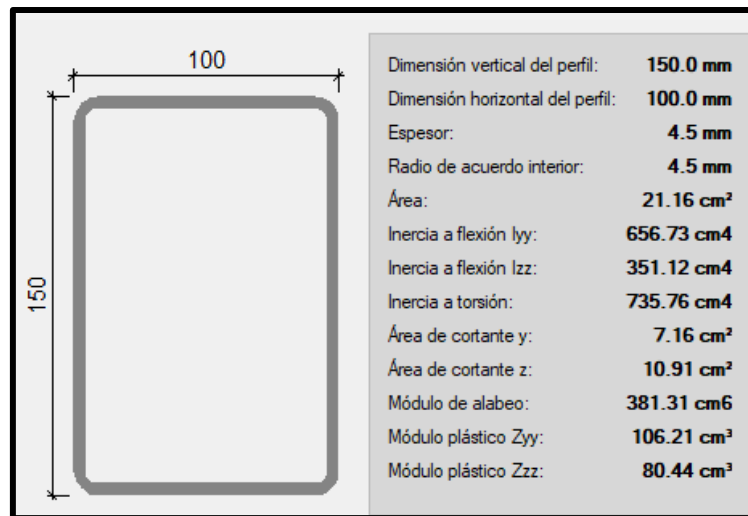 100
150
Dimensión vertical del perfil: 150.0 mm
Dimensión horizontal del perfil: 100.0 mm
Espesor: 4.5 mm
Radio de acuerdo interior: 4.5 mm
Área: 21.16 cm²
Inercia a flexión Iyy: 656.73 cm4
Inercia a flexión Izz: 351.12 cm4
Inercia a torsión: 735.76 cm4
Área de cortante y: 7.16 cm²
Área de cortante z: 10.91 cm²
Módulo de alabeo: 381.31 cm6
Módulo plástico Zyy: 106.21 cm³
Módulo plástico Zzz: 80.44 cm³